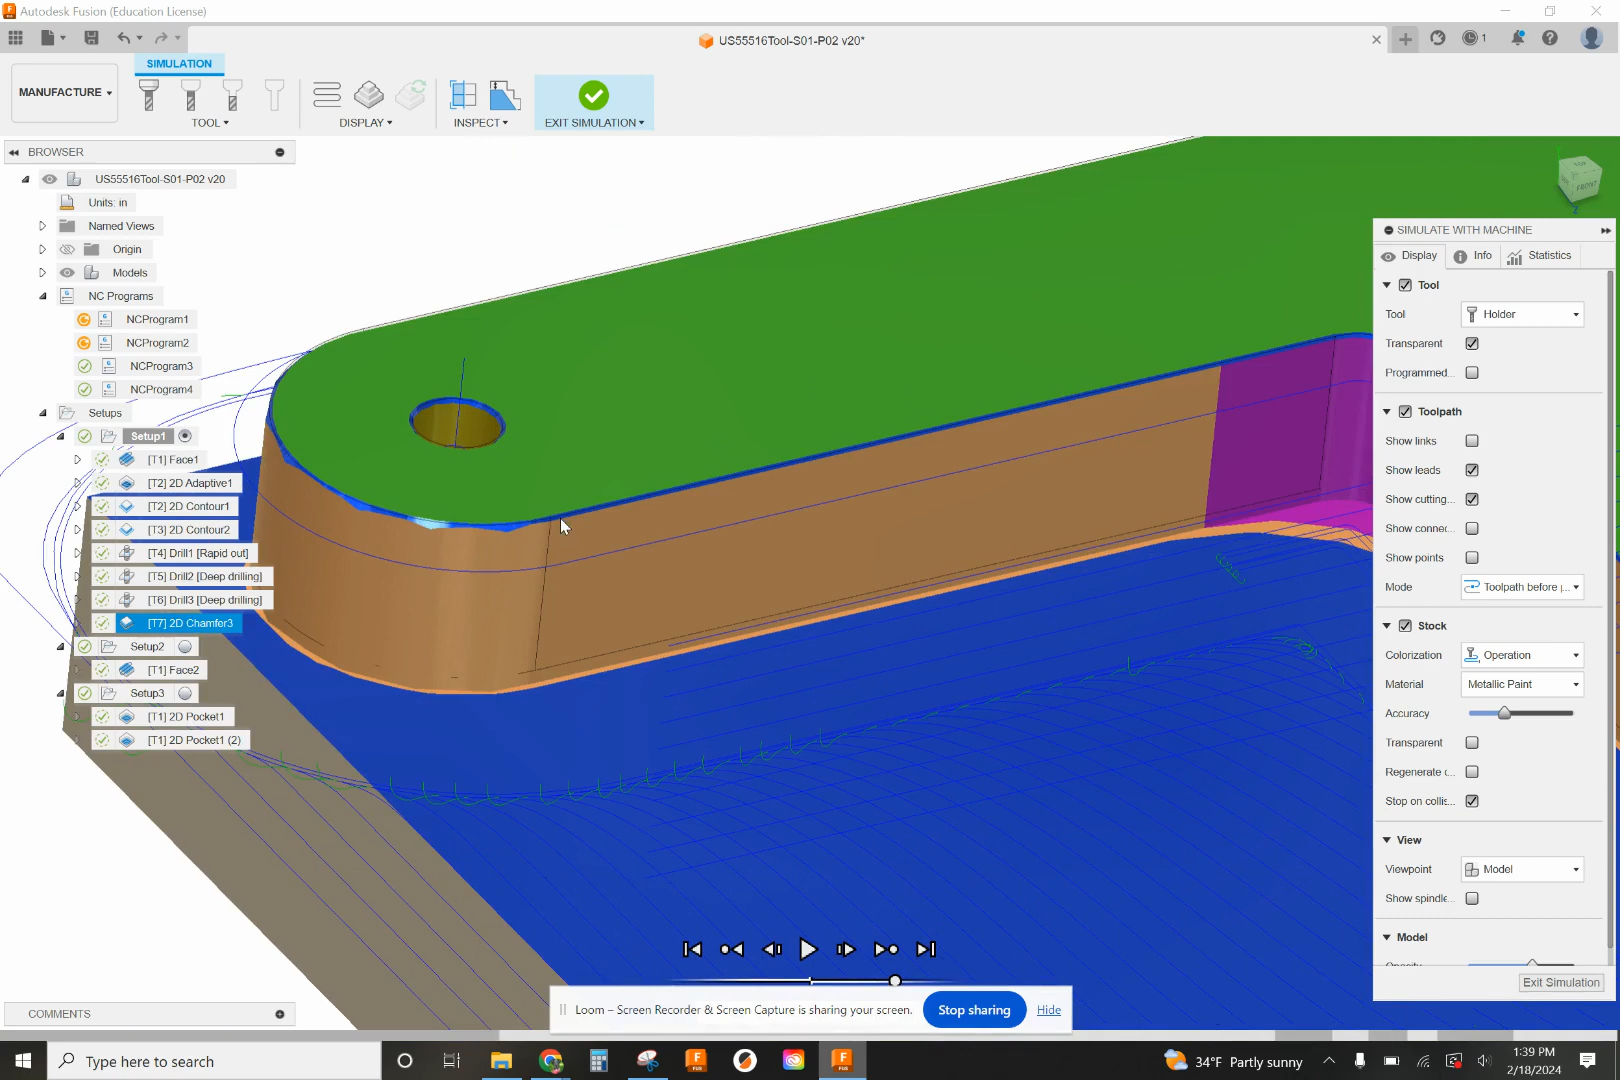 Autodesk Fusion (Education License)
US55516Tool-S01-P02 v20*
1
MANUFACTURE
SIMULATION
TOOL
DISPLAY
INSPECT
EXIT SIMULATION
BROWSER
US55516Tool-S01-P02 v20
Units: in
Named Views
Origin
Models
NC Programs
NCProgram1
NCProgram2
NCProgram3
NCProgram4
Setups
Setup1
[T1] Face1
[T2] 2D Adaptive1
[T2] 2D Contour1
[T3] 2D Contour2
[T4] Drill1 [Rapid out]
[T5] Drill2 [Deep drilling]
[T6] Drill3 [Deep drilling]
[T7] 2D Chamfer3
Setup2
[T1] Face2
Setup3
[T1] 2D Pocket1
[T1] 2D Pocket1 (2)
COMMENTS
TOP
FRONT
Z
SIMULATE WITH MACHINE
Display
Info
Statistics
Tool
Tool
Holder
Transparent
Programmed...
Toolpath
Show links
Show leads
Show cutting...
Show connec...
Show points
Mode
Toolpath before p...
Stock
Colorization
Operation
Material
Metallic Paint
Accuracy
Transparent
Regenerate c...
Stop on collis...
View
Viewpoint
Model
Show spindle...
Model
Exit Simulation
Loom – Screen Recorder & Screen Capture is sharing your screen.
Stop sharing
Hide
Type here to search
34°F Partly sunny
1:39 PM
2/18/2024